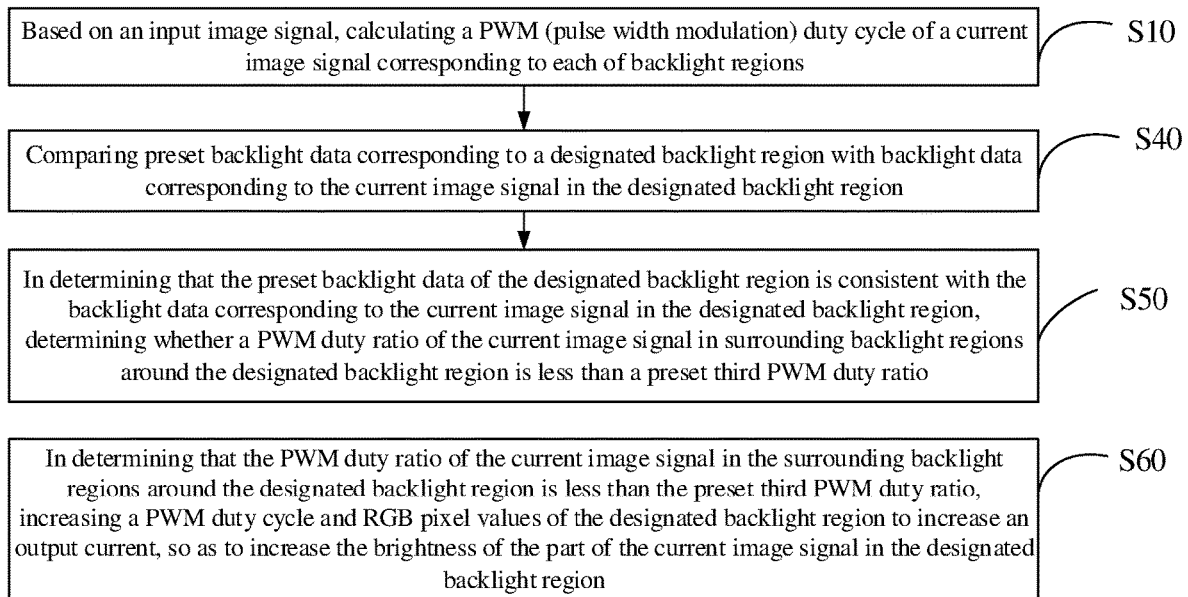 Based on an input image signal, calculating a PWM (pulse width modulation) duty cycle of a current
image signal corresponding to each of backlight regions
S10
Comparing preset backlight data corresponding to a designated backlight region with backlight data
corresponding to the current image signal in the designated backlight region
S40
In determining that the preset backlight data of the designated backlight region is consistent with the
backlight data corresponding to the current image signal in the designated backlight region,
determining whether a PWM duty ratio of the current image signal in surrounding backlight regions
around the designated backlight region is less than a preset third PWM duty ratio
S50
In determining that the PWM duty ratio of the current image signal in the surrounding backlight
regions around the designated backlight region is less than the preset third PWM duty ratio,
increasing a PWM duty cycle and RGB pixel values of the designated backlight region to increase an
output current, so as to increase the brightness of the part of the current image signal in the designated
backlight region
S60